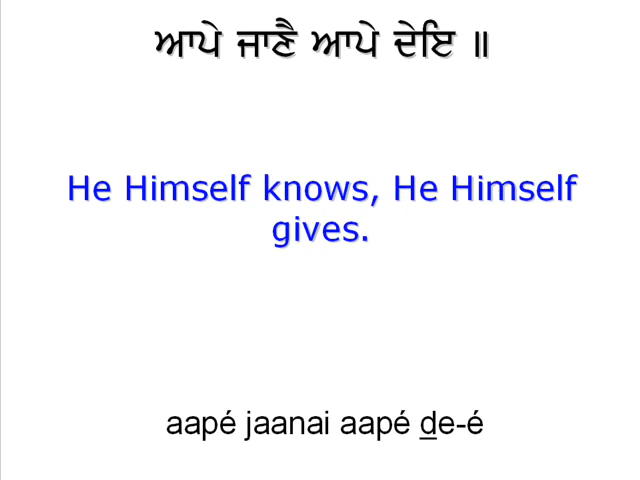 ਆਪੇ ਜਾਣੈ ਆਪੇ ਦੇਇ ॥
He Himself knows, He Himself
gives.
aapé jaanai aapé de-é